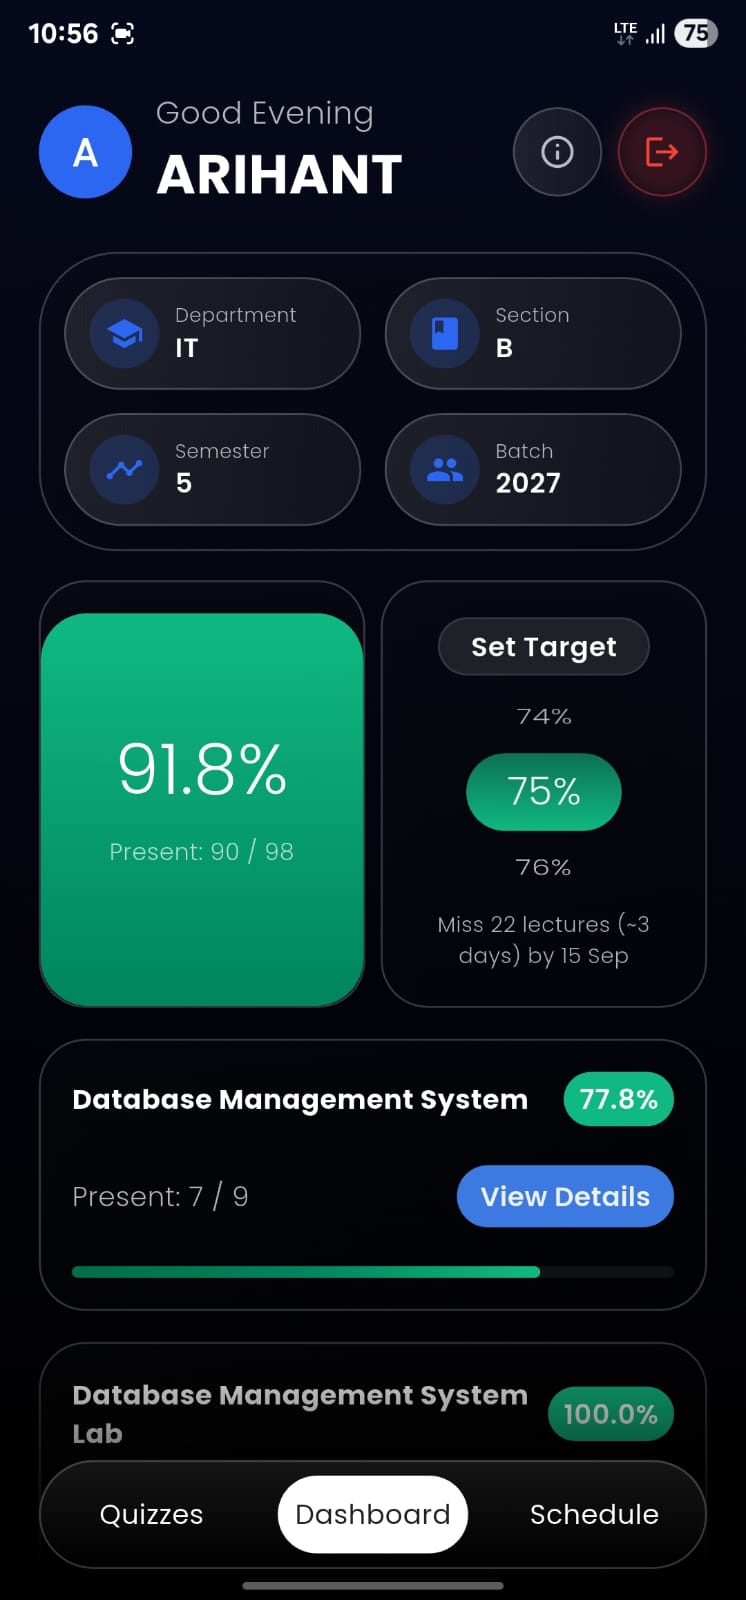 10:56
LTE
75
A
Good Evening
ARIHANT
Department
IT
Section
B
Semester
5
Batch
2027
91.8%
Present: 90 / 98
Set Target
74%
75%
76%
Miss 22 lectures (~3
days) by 15 Sep
Database Management System
77.8%
Present: 7 / 9
View Details
Database Management System
Lab
100.0%
Quizzes
Dashboard
Schedule